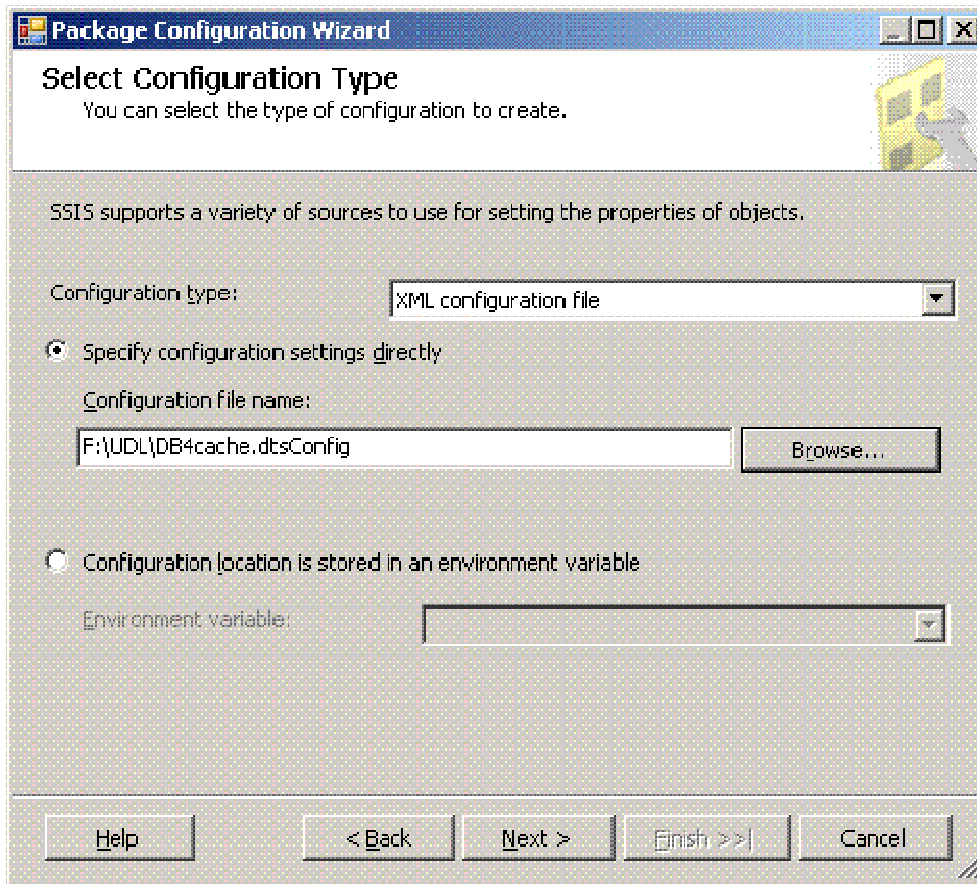 Package Configuration Wizard
Select Configuration Type
You can select the type of configuration to create.
SSIS supports a variety of sources to use for setting the properties of objects.
Configuration type:
XML configuration file
Specify configuration settings directly
Configuration file name:
F:\UDL\DB4cache.dtsConfig
Browse...
Configuration location is stored in an environment variable
Environment variable:
Help
< Back
Next >
Finish >>|
Cancel